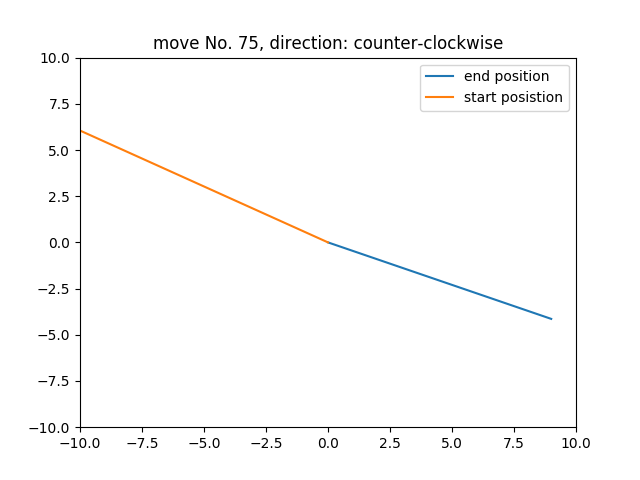 move No. 75, direction: counter-clockwise
end position
start posistion
10.0
7.5
5.0
2.5
0.0
−2.5
−5.0
−7.5
−10.0
−10.0 −7.5 −5.0 −2.5 0.0 2.5 5.0 7.5 10.0